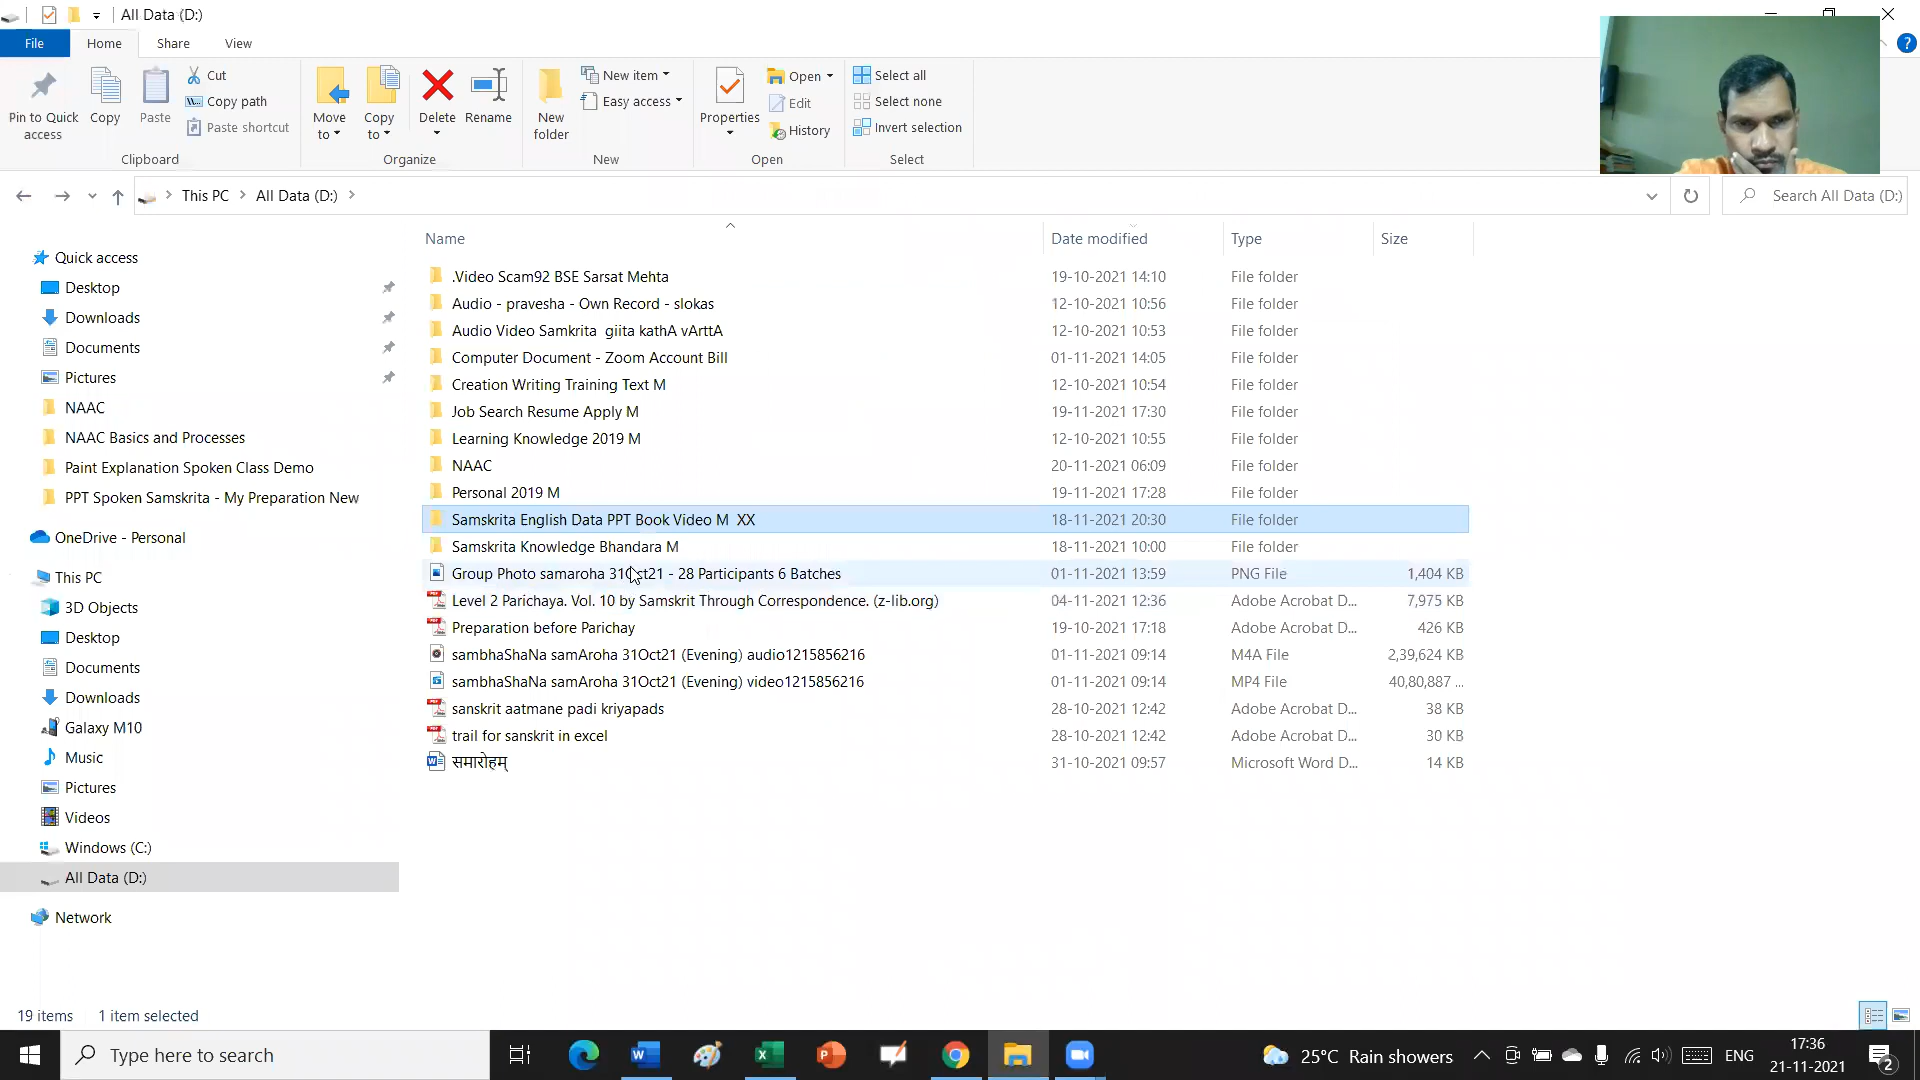 All Data (D:)
File Home Share View
Pin to Quick access
Copy
Paste
Cut
Copy path
Paste shortcut
Clipboard
Move to
Copy to
Delete
Rename
Organize
New folder
New item
Easy access
New
Properties
Open
Edit
History
Open
Select all
Select none
Invert selection
Select
This PC All Data (D:)
Search All Data (D:)
Quick access
Desktop
Downloads
Documents
Pictures
NAAC
NAAC Basics and Processes
Paint Explanation Spoken Class Demo
PPT Spoken Samskrita - My Preparation New
OneDrive - Personal
This PC
3D Objects
Desktop
Documents
Downloads
Galaxy M10
Music
Pictures
Videos
Windows (C:)
All Data (D:)
Network
Name Date modified Type Size
.Video Scam92 BSE Sarsat Mehta 19-10-2021 14:10 File folder
Audio - pravesha - Own Record - slokas 12-10-2021 10:56 File folder
Audio Video Samkrita  giita kathA vArttA 12-10-2021 10:53 File folder
Computer Document - Zoom Account Bill 01-11-2021 14:05 File folder
Creation Writing Training Text M 12-10-2021 10:54 File folder
Job Search Resume Apply M 19-11-2021 17:30 File folder
Learning Knowledge 2019 M 12-10-2021 10:55 File folder
NAAC 20-11-2021 06:09 File folder
Personal 2019 M 19-11-2021 17:28 File folder
Samskrita English Data PPT Book Video M  XX 18-11-2021 20:30 File folder
Samskrita Knowledge Bhandara M 18-11-2021 10:00 File folder
Group Photo samaroha 31Oct21 - 28 Participants 6 Batches 01-11-2021 13:59 PNG File 1,404 KB
Level 2 Parichaya. Vol. 10 by Samskrit Through Correspondence. (z-lib.org) 04-11-2021 12:36 Adobe Acrobat D... 7,975 KB
Preparation before Parichay 19-10-2021 17:18 Adobe Acrobat D... 426 KB
sambhaShaNa samAroha 31Oct21 (Evening) audio1215856216 01-11-2021 09:14 M4A File 2,39,624 KB
sambhaShaNa samAroha 31Oct21 (Evening) video1215856216 01-11-2021 09:14 MP4 File 40,80,887 ...
sanskrit aatmane padi kriyapads 28-10-2021 12:42 Adobe Acrobat D... 38 KB
trail for sanskrit in excel 28-10-2021 12:42 Adobe Acrobat D... 30 KB
समारोहम् 31-10-2021 09:57 Microsoft Word D... 14 KB
19 items 1 item selected
Type here to search
25°C Rain showers
ENG
17:36
21-11-2021
2